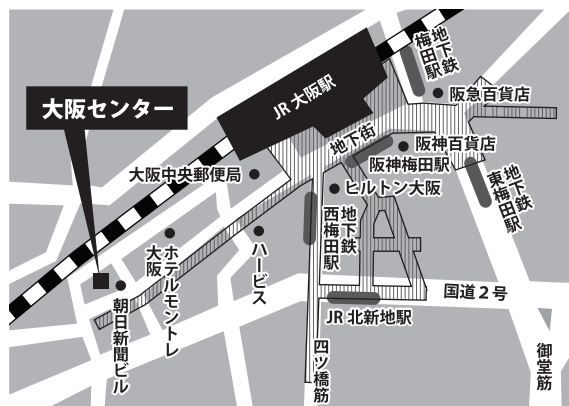 地下鉄
梅田駅
阪急百貨店
JR 大阪駅
大阪センター
地下街
阪神百貨店
阪神梅田駅
大阪中央郵便局
ヒルトン大阪
地下鉄
東梅田駅
地下鉄
西梅田駅
ハービス
ホテルモントレ
大阪
国道２号
朝日新聞ビル
JR 北新地駅
四ツ橋筋
御堂筋